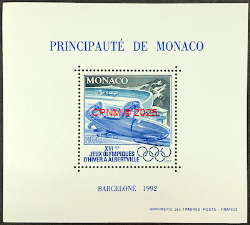 PRINCIPAUTÉ DE MONACO
MONACO
XVIes
JEUX OLYMPIQUES
D'HIVER A ALBERTVILLE
BARCELONE 1992
IMPRIMERIE des TIMBRES POSTE - FRANCE